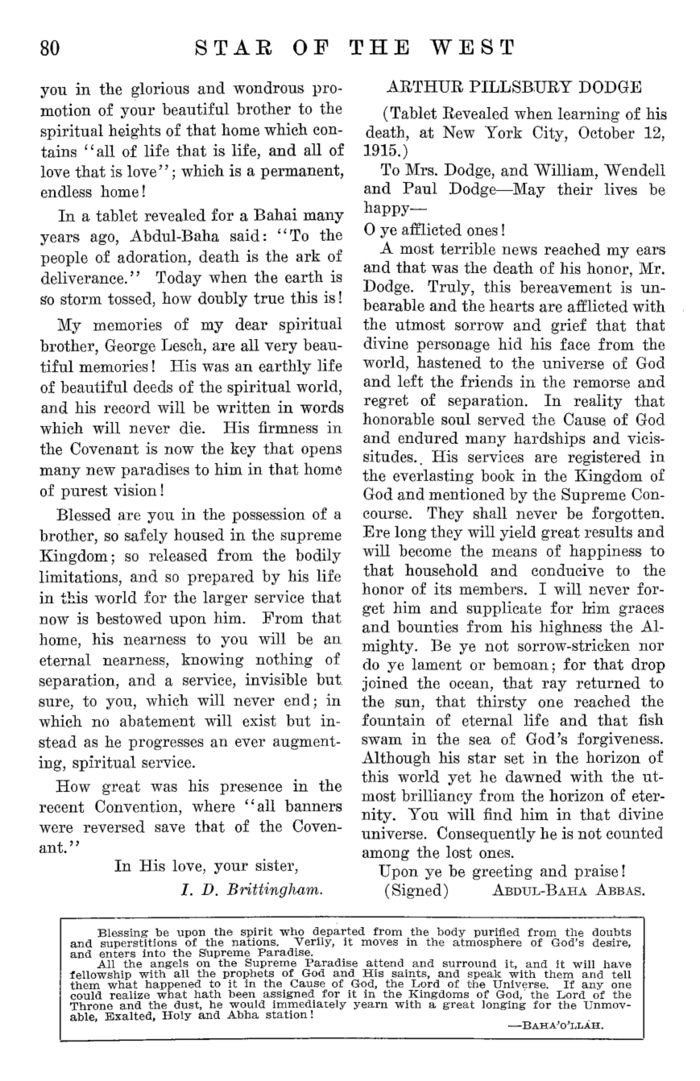 80
STAR OF THE WEST
you in the glorious and wondrous pro-
motion of your beautiful brother to the
spiritual heights of that home which con-
tains "all of life that is life, and all of
love that is love"; which is a permanent,
endless home!
In a tablet revealed for a Bahai many
years ago, Abdul-Baha said: "To the
people of adoration, death is the ark of
deliverance." Today when the earth is
so storm tossed, how doubly true this is!
My memories of my dear spiritual
brother, George Lesch, are all very beau-
tiful memories! His was an earthly life
of beautiful deeds of the spiritual world,
and his record will be written in words
which will never die. His firmness in
the Covenant is now the key that opens
many new paradises to him in that home
of purest vision!
Blessed are you in the possession of a
brother, so safely housed in the supreme
Kingdom; so released from the bodily
limitations, and so prepared by his life
in this world for the larger service that
now is bestowed upon him. From that
home, his nearness to you will be an
eternal nearness, knowing nothing of
separation, and a service, invisible but
sure, to you, which will never end; in
which no abatement will exist but in-
stead as he progresses an ever augment-
ing, spiritual service.
How great was his presence in the
recent Convention, where "all banners
were reversed save that of the Coven-
ant."
In His love, your sister,
I. D. Brittingham.
ARTHUR PILLSBURY DODGE
(Tablet Revealed when learning of his
death, at New York City, October 12,
1915.)
To Mrs. Dodge, and William, Wendell
and Paul Dodge—May their lives be
happy—
O ye afflicted ones!
A most terrible news reached my ears
and that was the death of his honor, Mr.
Dodge. Truly, this bereavement is un-
bearable and the hearts are afflicted with
the utmost sorrow and grief that that
divine personage hid his face from the
world, hastened to the universe of God
and left the friends in the remorse and
regret of separation. In reality that
honorable soul served the Cause of God
and endured many hardships and vicis-
situdes. His services are registered in
the everlasting book in the Kingdom of
God and mentioned by the Supreme Con-
course. They shall never be forgotten.
Ere long they will yield great results and
will become the means of happiness to
that household and conducive to the
honor of its members. I will never for-
get him and supplicate for him graces
and bounties from his highness the Al-
mighty. Be ye not sorrow-stricken nor
do ye lament or bemoan; for that drop
joined the ocean, that ray returned to
the sun, that thirsty one reached the
fountain of eternal life and that fish
swam in the sea of God's forgiveness.
Although his star set in the horizon of
this world yet he dawned with the ut-
most brilliancy from the horizon of eter-
nity. You will find him in that divine
universe. Consequently he is not counted
among the lost ones.
Upon ye be greeting and praise!
(Signed) ABDUL-BAHA ABBAS.
Blessing be upon the spirit who departed from the body purified from the doubts
and superstitions of the nations. Verily, it moves in the atmosphere of God's desire,
and enters into the Supreme Paradise.
All the angels on the Supreme Paradise attend and surround it, and it will have
fellowship with all the prophets of God and His saints, and speak with them and tell
them what happened to it in the Cause of God, the Lord of the Universe. If any one
could realize what hath been assigned for it in the Kingdoms of God, the Lord of the
Throne and the dust, he would immediately yearn with a great longing for the Unmov-
able, Exalted, Holy and Abha station!
—BAHA'O'LLAH.